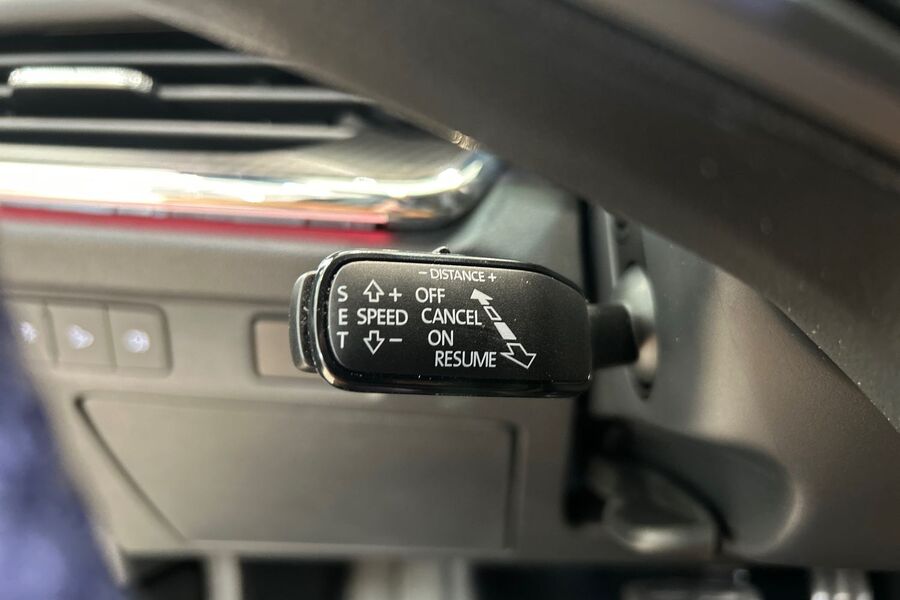 − DISTANCE +
S + OFF
E SPEED CANCEL
T − ON
RESUME